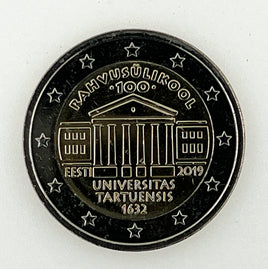 RAHVUSÜLIKOOL
·100·
EESTI 2019
UNIVERSITAS
TARTUENSIS
1632